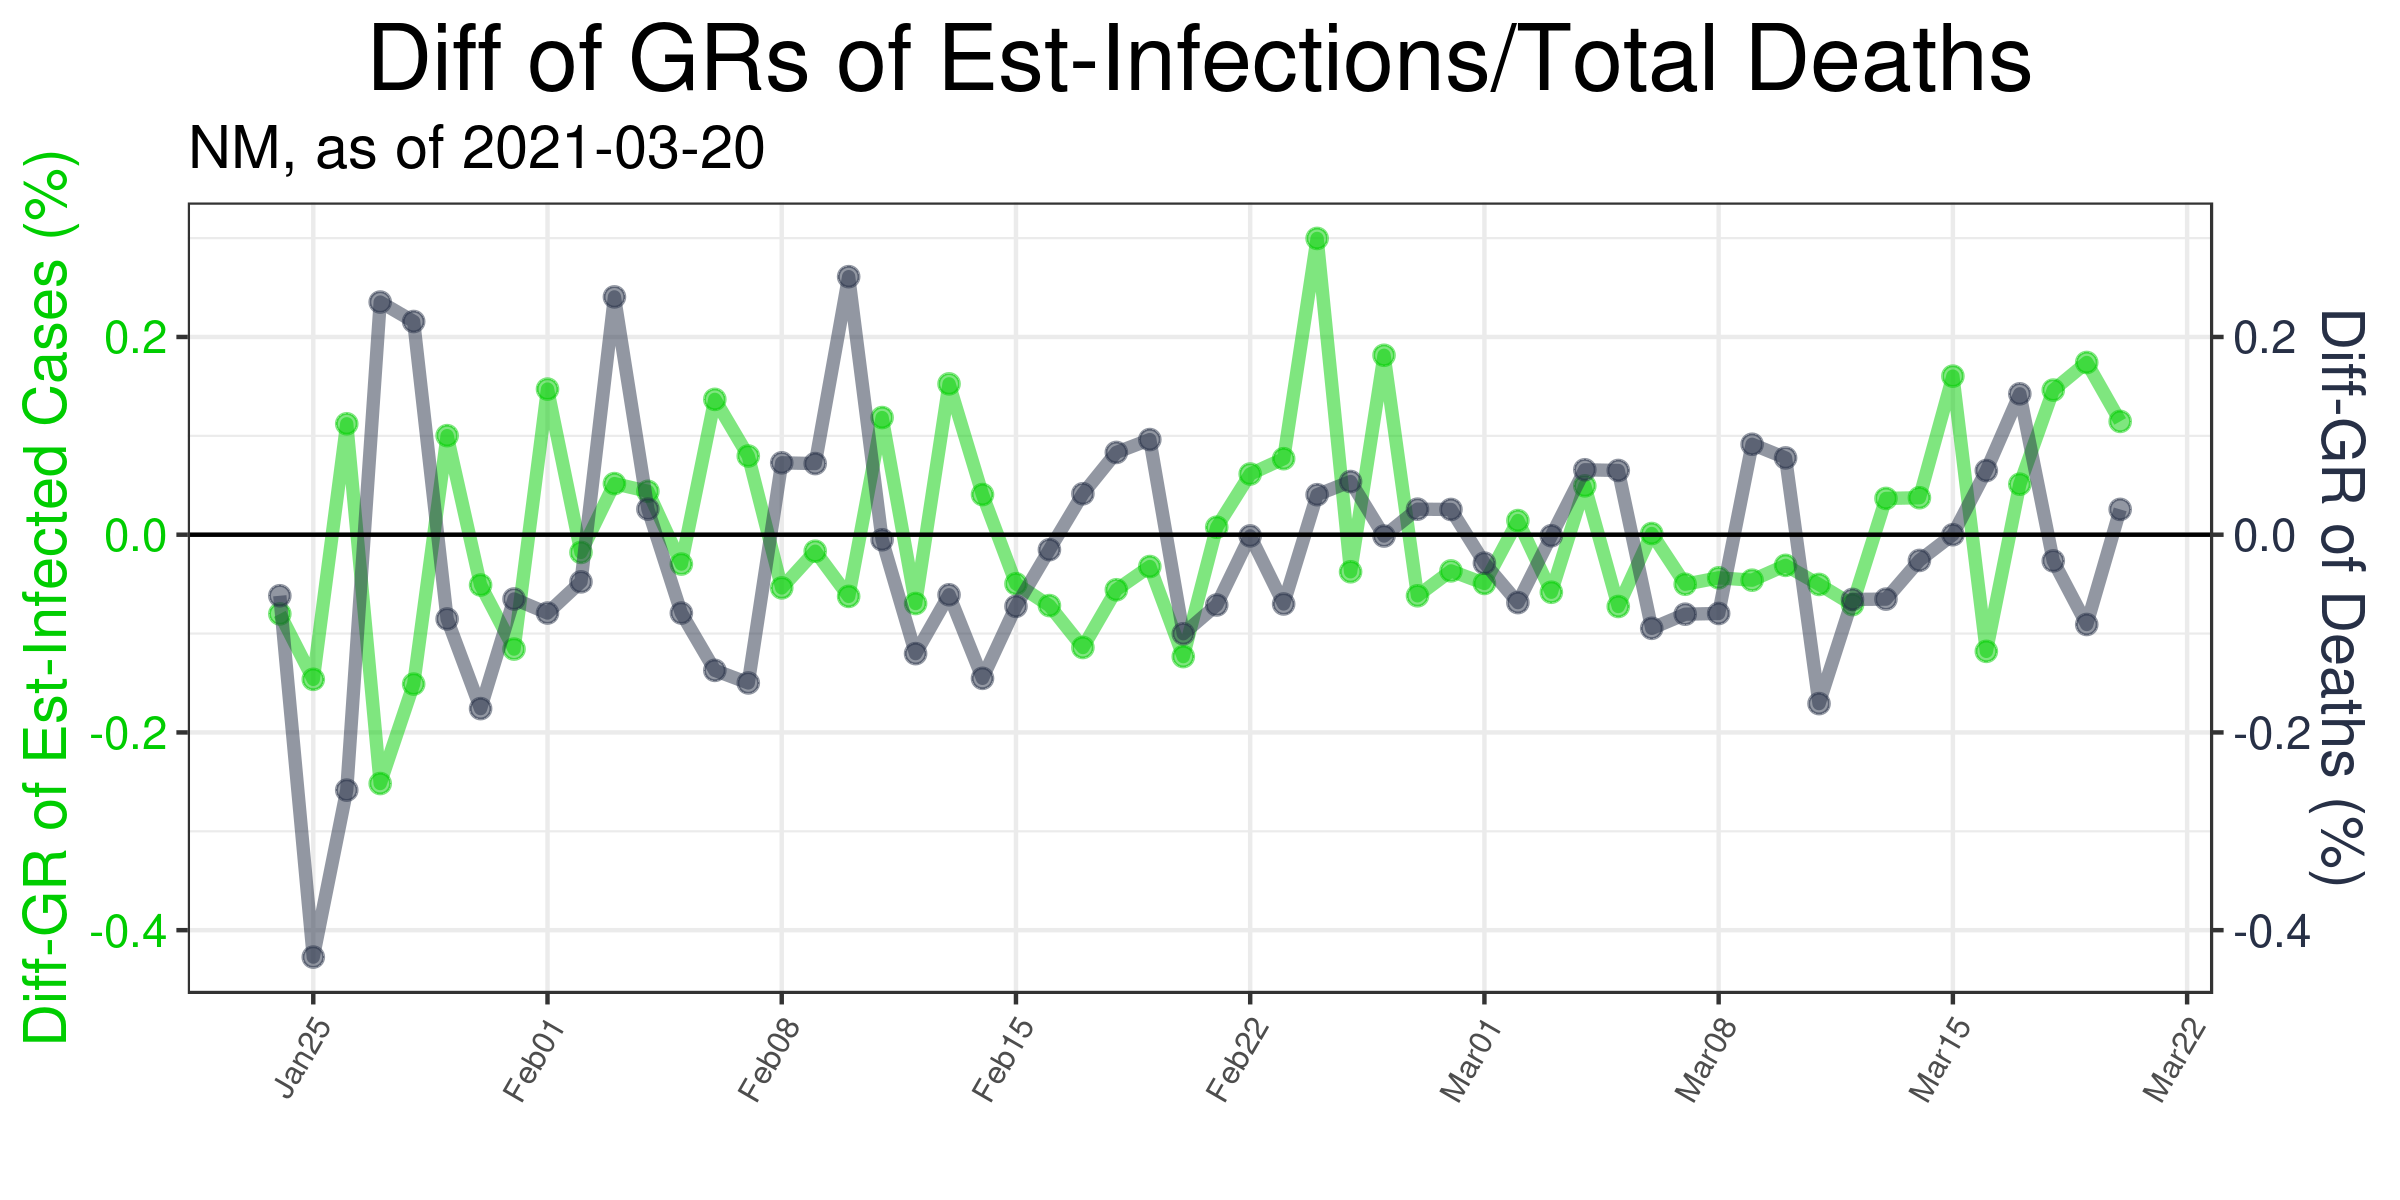 Diff of GRs of Est-Infections/Total Deaths
NM, as of 2021-03-20
Diff-GR of Est-Infected Cases (%)
0.2
0.0
-0.2
-0.4
0.2
0.0
-0.2
-0.4
Diff-GR of Deaths (%)
Jan25
Feb01
Feb08
Feb15
Feb22
Mar01
Mar08
Mar15
Mar22